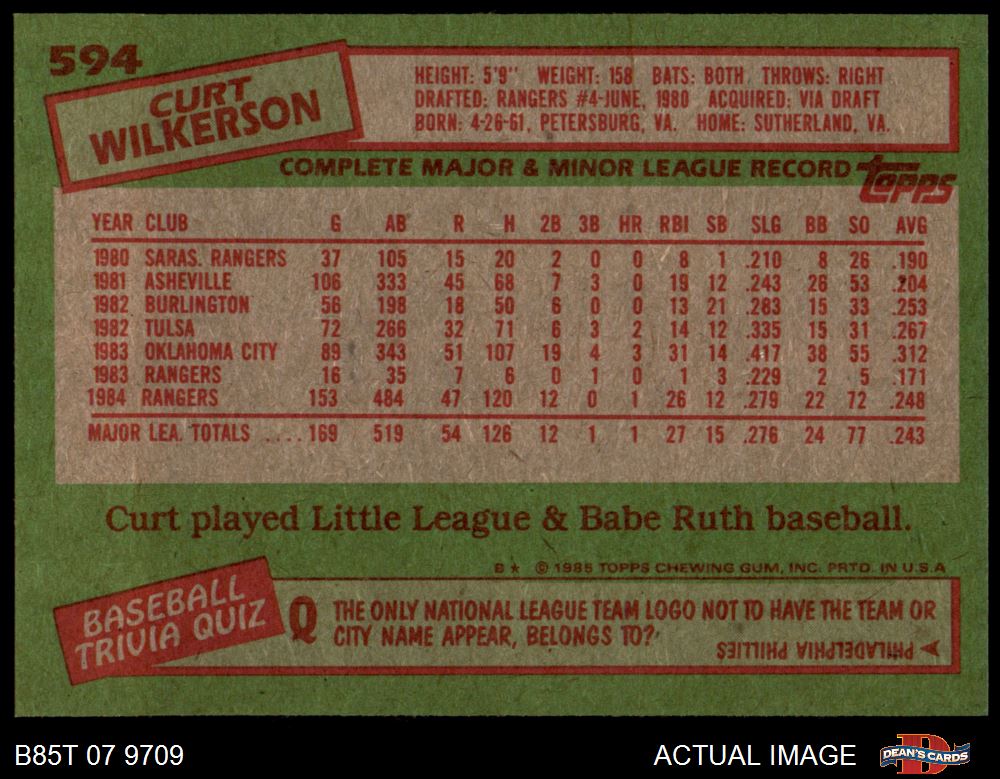 594
CURT
WILKERSON
HEIGHT: 5'9" WEIGHT: 158 BATS: BOTH THROWS: RIGHT
DRAFTED: RANGERS #4-JUNE, 1980 ACQUIRED: VIA DRAFT
BORN: 4-26-61, PETERSBURG, VA. HOME: SUTHERLAND, VA.
COMPLETE MAJOR & MINOR LEAGUE RECORD topps
YEAR CLUB G AB R H 2B 3B HR RBI SB SLG BB SO AVG
1980 SARAS. RANGERS 37 105 15 20 2 0 0 8 1 .210 8 26 .190
1981 ASHEVILLE 106 333 45 68 7 3 0 19 12 .243 26 53 .204
1982 BURLINGTON 56 198 18 50 6 0 0 13 21 .283 15 33 .253
1982 TULSA 72 266 32 71 6 3 2 14 12 .335 15 31 .267
1983 OKLAHOMA CITY 89 343 51 107 19 4 3 31 14 .417 38 55 .312
1983 RANGERS 16 35 7 6 0 1 0 1 3 .229 2 5 .171
1984 RANGERS 153 484 47 120 12 0 1 26 12 .279 22 72 .248
MAJOR LEA. TOTALS ....169 519 54 126 12 1 1 27 15 .276 24 77 .243
Curt played Little League & Babe Ruth baseball.
B★ © 1985 TOPPS CHEWING GUM, INC. PRTD. IN U.S.A
BASEBALL
TRIVIA QUIZ
Q THE ONLY NATIONAL LEAGUE TEAM LOGO NOT TO HAVE THE TEAM OR
CITY NAME APPEAR, BELONGS TO?
PHILADELPHIA PHILLIES
B85T 07 9709
ACTUAL IMAGE
DEAN'S CARDS